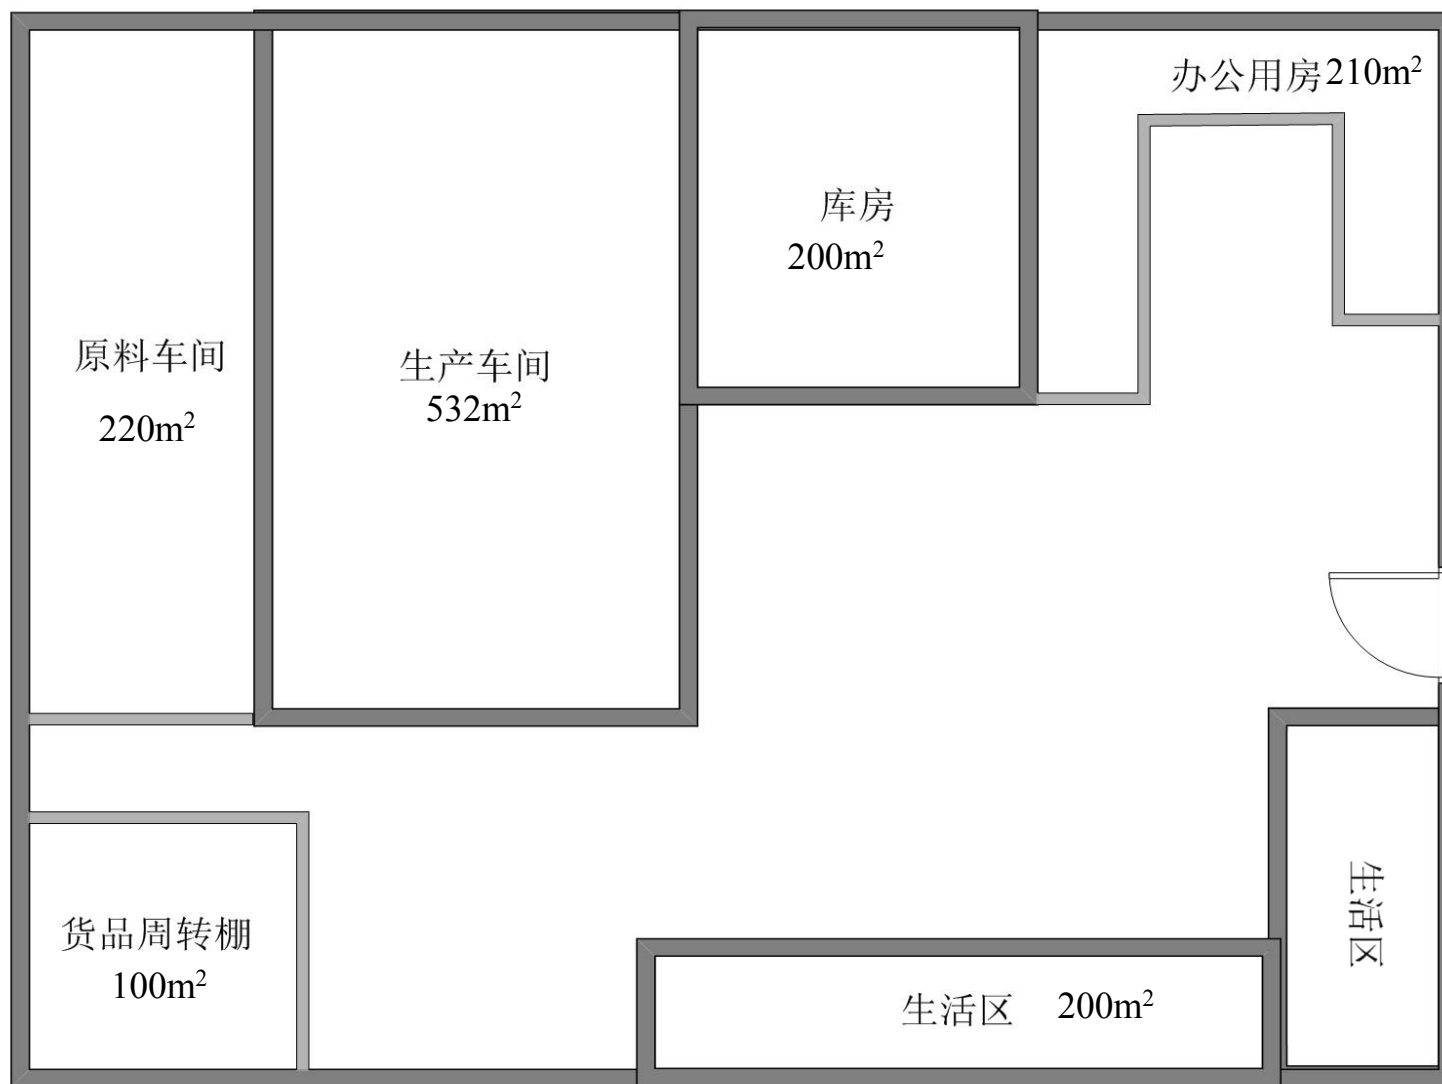 办公用房210m²
库房
200m²
原料车间
220m²
生产车间
532m²
货品周转棚
100m²
生活区 200m²
生活区